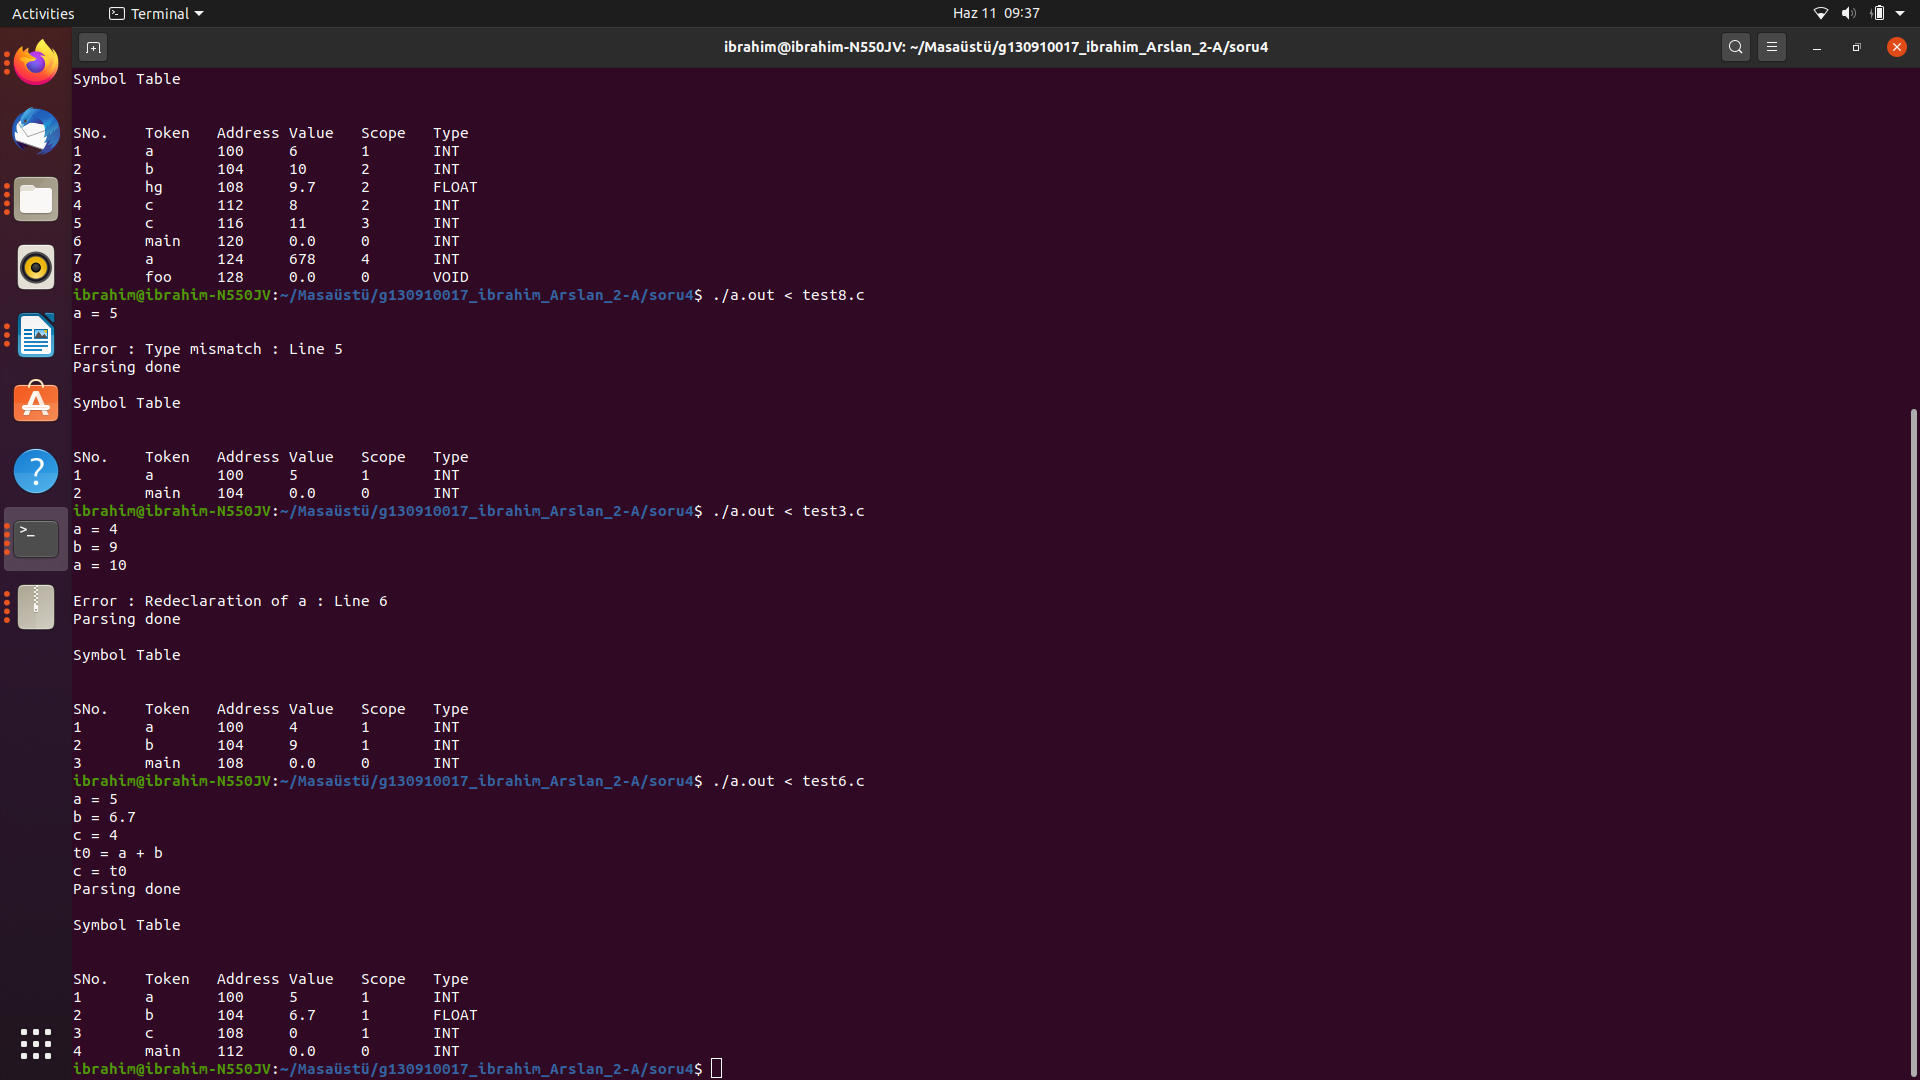 Activities Terminal Haz 11 09:37
ibrahim@ibrahim-N550JV: ~/Masaüstü/g130910017_ibrahim_Arslan_2-A/soru4
Symbol Table
SNo. Token Address Value Scope Type
1 a 100 6 1 INT
2 b 104 10 2 INT
3 hg 108 9.7 2 FLOAT
4 c 112 8 2 INT
5 c 116 11 3 INT
6 main 120 0.0 0 INT
7 a 124 678 4 INT
8 foo 128 0.0 0 VOID
ibrahim@ibrahim-N550JV:~/Masaüstü/g130910017_ibrahim_Arslan_2-A/soru4$ ./a.out < test8.c
a = 5
Error : Type mismatch : Line 5
Parsing done
Symbol Table
SNo. Token Address Value Scope Type
1 a 100 5 1 INT
2 main 104 0.0 0 INT
ibrahim@ibrahim-N550JV:~/Masaüstü/g130910017_ibrahim_Arslan_2-A/soru4$ ./a.out < test3.c
a = 4
b = 9
a = 10
Error : Redeclaration of a : Line 6
Parsing done
Symbol Table
SNo. Token Address Value Scope Type
1 a 100 4 1 INT
2 b 104 9 1 INT
3 main 108 0.0 0 INT
ibrahim@ibrahim-N550JV:~/Masaüstü/g130910017_ibrahim_Arslan_2-A/soru4$ ./a.out < test6.c
a = 5
b = 6.7
c = 4
t0 = a + b
c = t0
Parsing done
Symbol Table
SNo. Token Address Value Scope Type
1 a 100 5 1 INT
2 b 104 6.7 1 FLOAT
3 c 108 0 1 INT
4 main 112 0.0 0 INT
ibrahim@ibrahim-N550JV:~/Masaüstü/g130910017_ibrahim_Arslan_2-A/soru4$